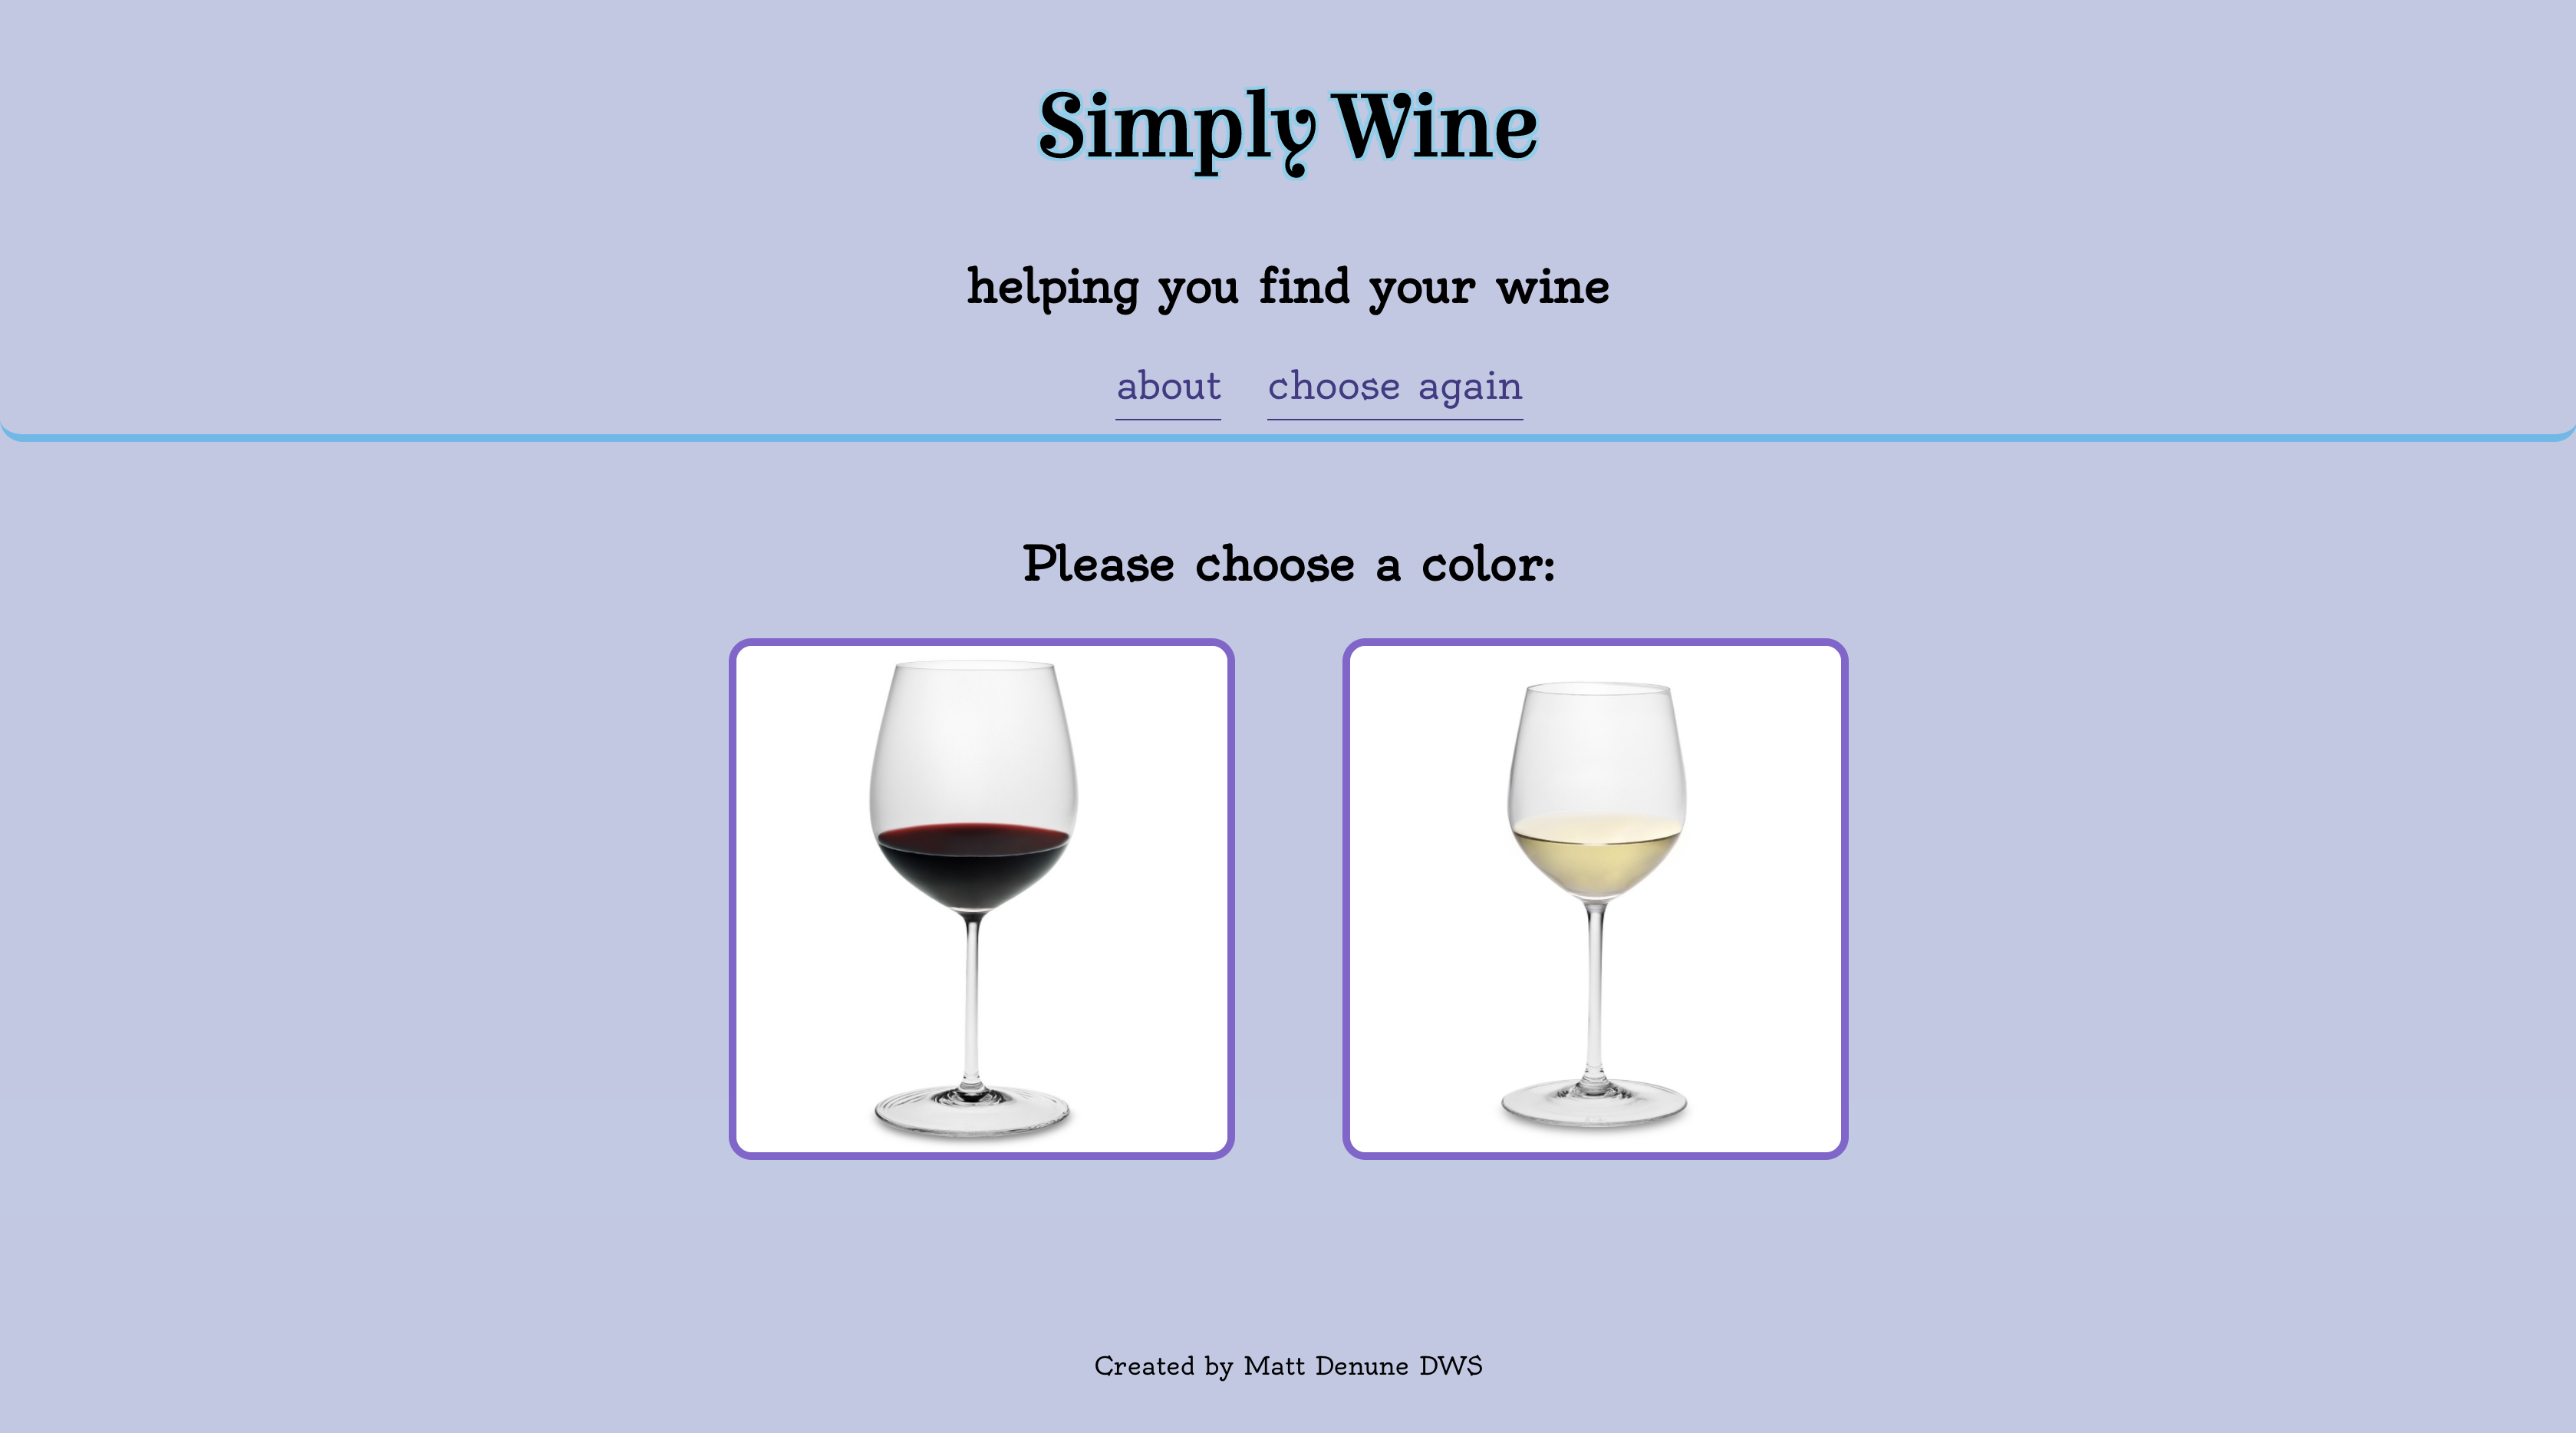 Simply Wine
helping you find your wine
about choose again
Please choose a color:
Created by Matt Denune DWS